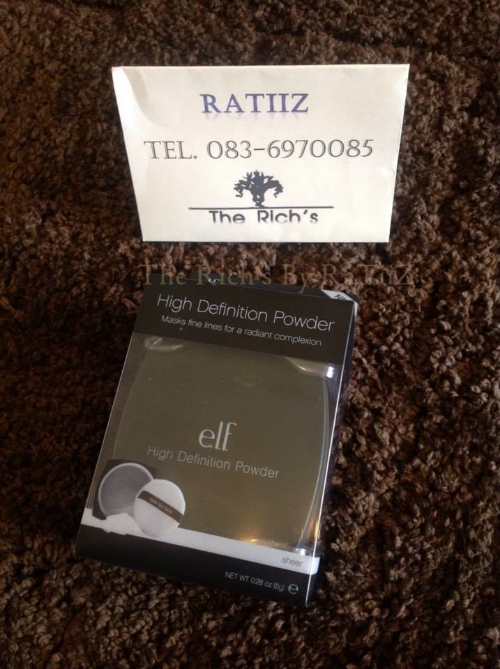 RATIIZ
TEL. 083-6970085
The Rich's
The Rich's By RaTiiZ
High Definition Powder
Masks fine lines for a radiant complexion
elf
High Definition Powder
sheer
NET WT. 0.28 oz (8g) e